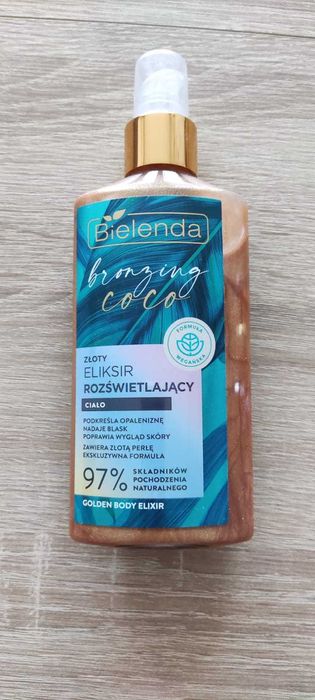 Bielenda
bronzing
coco
FORMUŁA
WEGAŃSKA
ZŁOTY
ELIKSIR
ROZŚWIETLAJĄCY
CIAŁO
PODKREŚLA OPALENIZNĘ
NADAJE BLASK
POPRAWIA WYGLĄD SKÓRY
ZAWIERA ZŁOTĄ PERŁĘ
EKSKLUZYWNA FORMUŁA
97% SKŁADNIKÓW
POCHODZENIA
NATURALNEGO
GOLDEN BODY ELIXIR